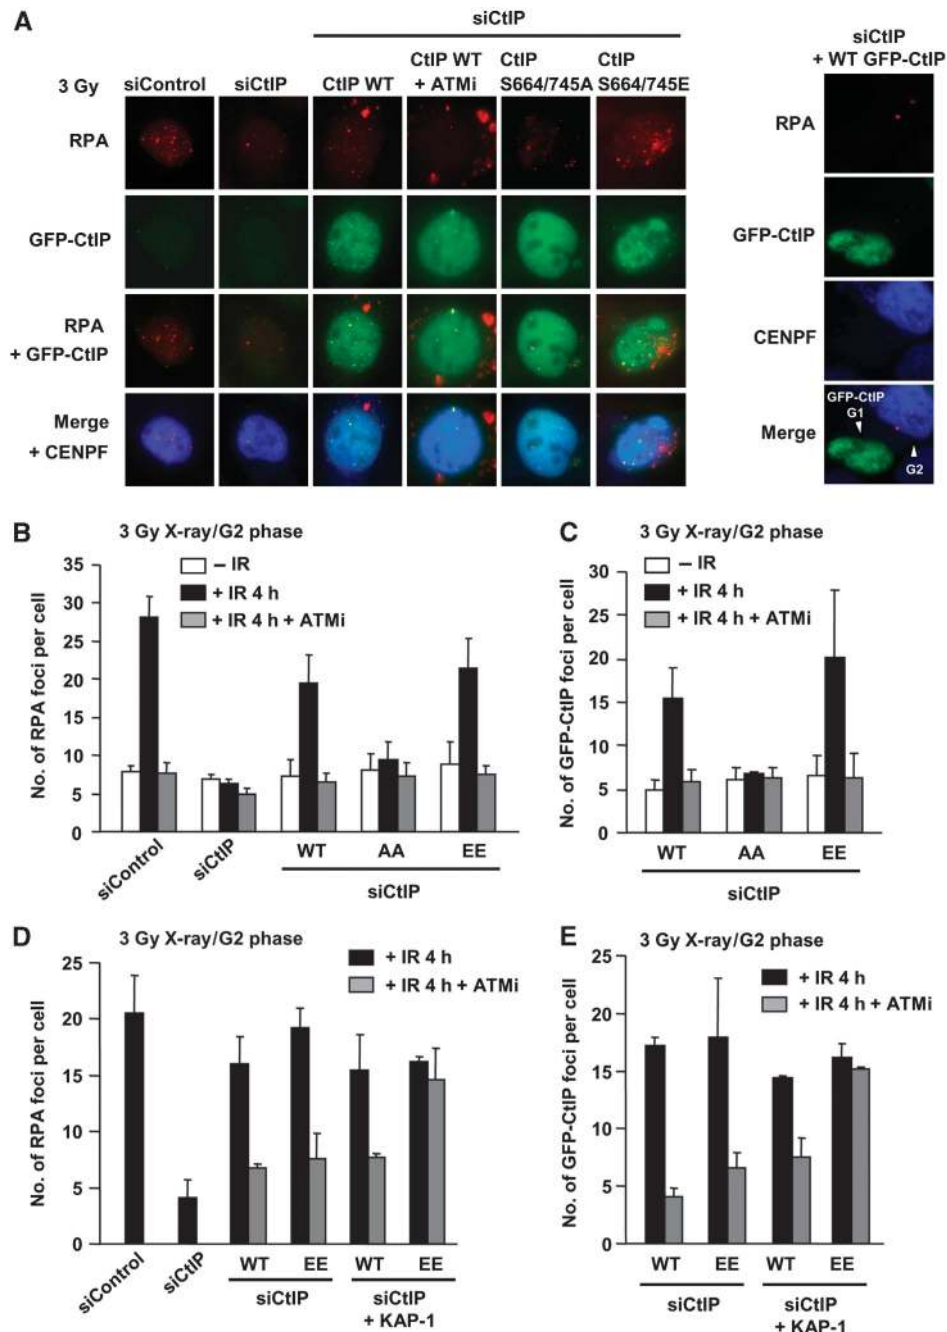 A
siCtIP
3 Gy
siControl
siCtIP
CtIP WT
CtIP WT
+ ATMi
CtIP
S664/745A
CtIP
S664/745E
RPA
GFP-CtIP
RPA
+ GFP-CtIP
Merge
+ CENPF
siCtIP
+ WT GFP-CtIP
RPA
GFP-CtIP
CENPF
Merge
GFP-CtIP
G1
G2
B
3 Gy X-ray/G2 phase
– IR
+ IR 4 h
+ IR 4 h + ATMi
No. of RPA foci per cell
35
30
25
20
15
10
5
0
siControl
siCtIP
WT
AA
EE
siCtIP
C
3 Gy X-ray/G2 phase
– IR
+ IR 4 h
+ IR 4 h + ATMi
No. of GFP-CtIP foci per cell
30
25
20
15
10
5
0
WT
AA
EE
siCtIP
D
3 Gy X-ray/G2 phase
+ IR 4 h
+ IR 4 h + ATMi
No. of RPA foci per cell
25
20
15
10
5
0
siControl
siCtIP
WT
EE
WT
EE
siCtIP
siCtIP
+ KAP-1
E
3 Gy X-ray/G2 phase
+ IR 4 h
+ IR 4 h + ATMi
No. of GFP-CtIP foci per cell
25
20
15
10
5
0
WT
EE
WT
EE
siCtIP
siCtIP
+ KAP-1